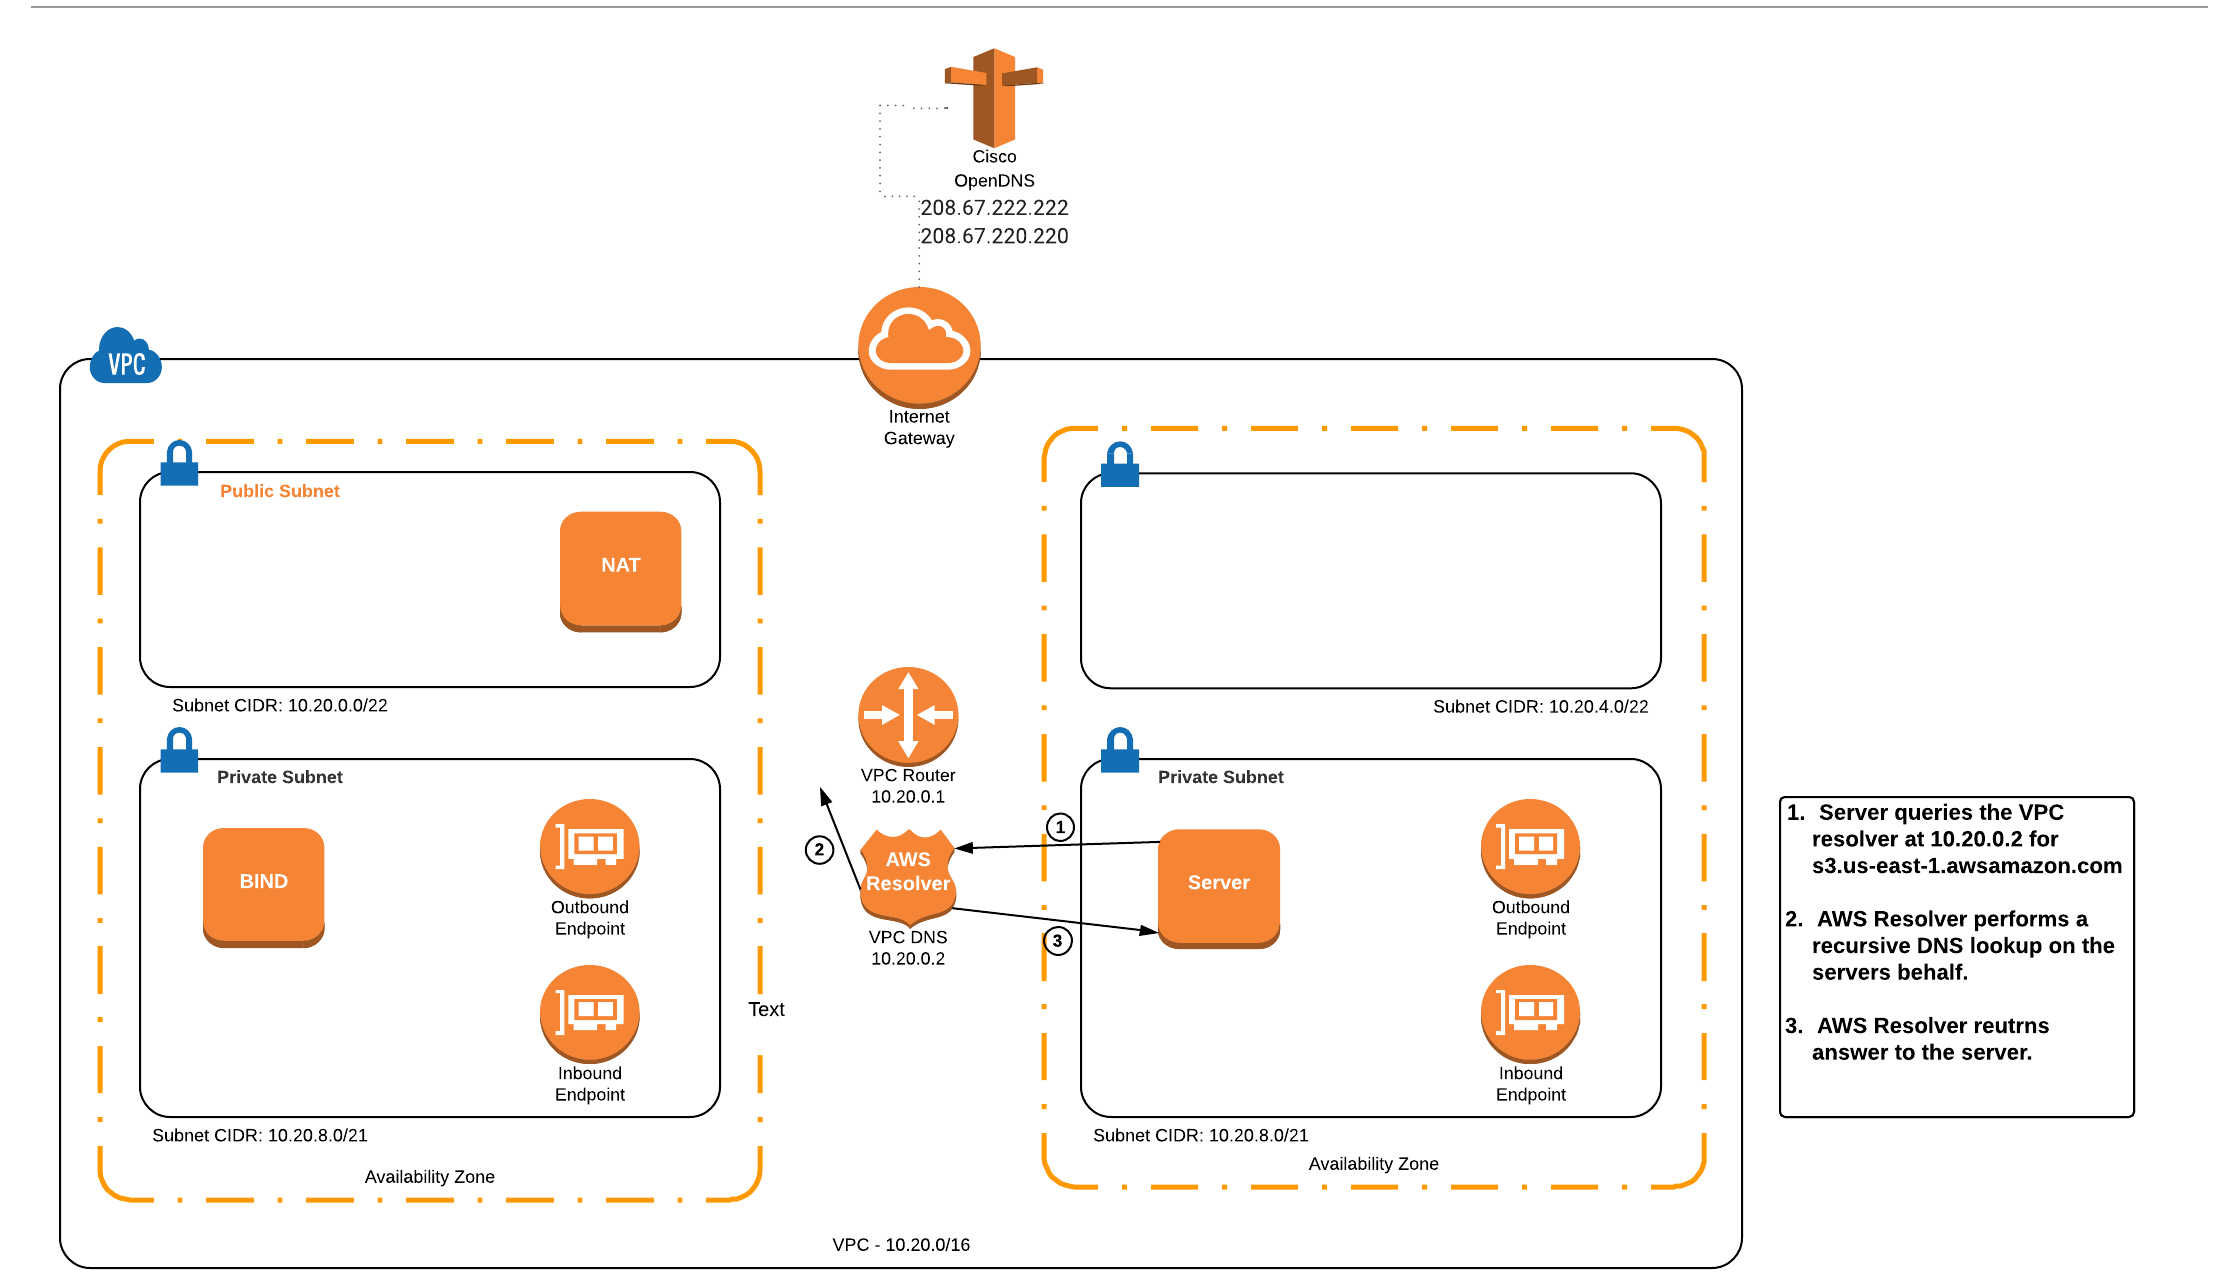 Cisco
OpenDNS
208.67.222.222
208.67.220.220
VPC
Internet
Gateway
Public Subnet
NAT
Subnet CIDR: 10.20.0.0/22
Subnet CIDR: 10.20.4.0/22
Private Subnet
BIND
Outbound
Endpoint
Inbound
Endpoint
Subnet CIDR: 10.20.8.0/21
Availability Zone
Text
VPC Router
10.20.0.1
2
AWS
Resolver
VPC DNS
10.20.0.2
1
3
Private Subnet
Server
Outbound
Endpoint
Inbound
Endpoint
Subnet CIDR: 10.20.8.0/21
Availability Zone
VPC - 10.20.0/16
1. Server queries the VPC
resolver at 10.20.0.2 for
s3.us-east-1.awsamazon.com
2. AWS Resolver performs a
recursive DNS lookup on the
servers behalf.
3. AWS Resolver reutrns
answer to the server.